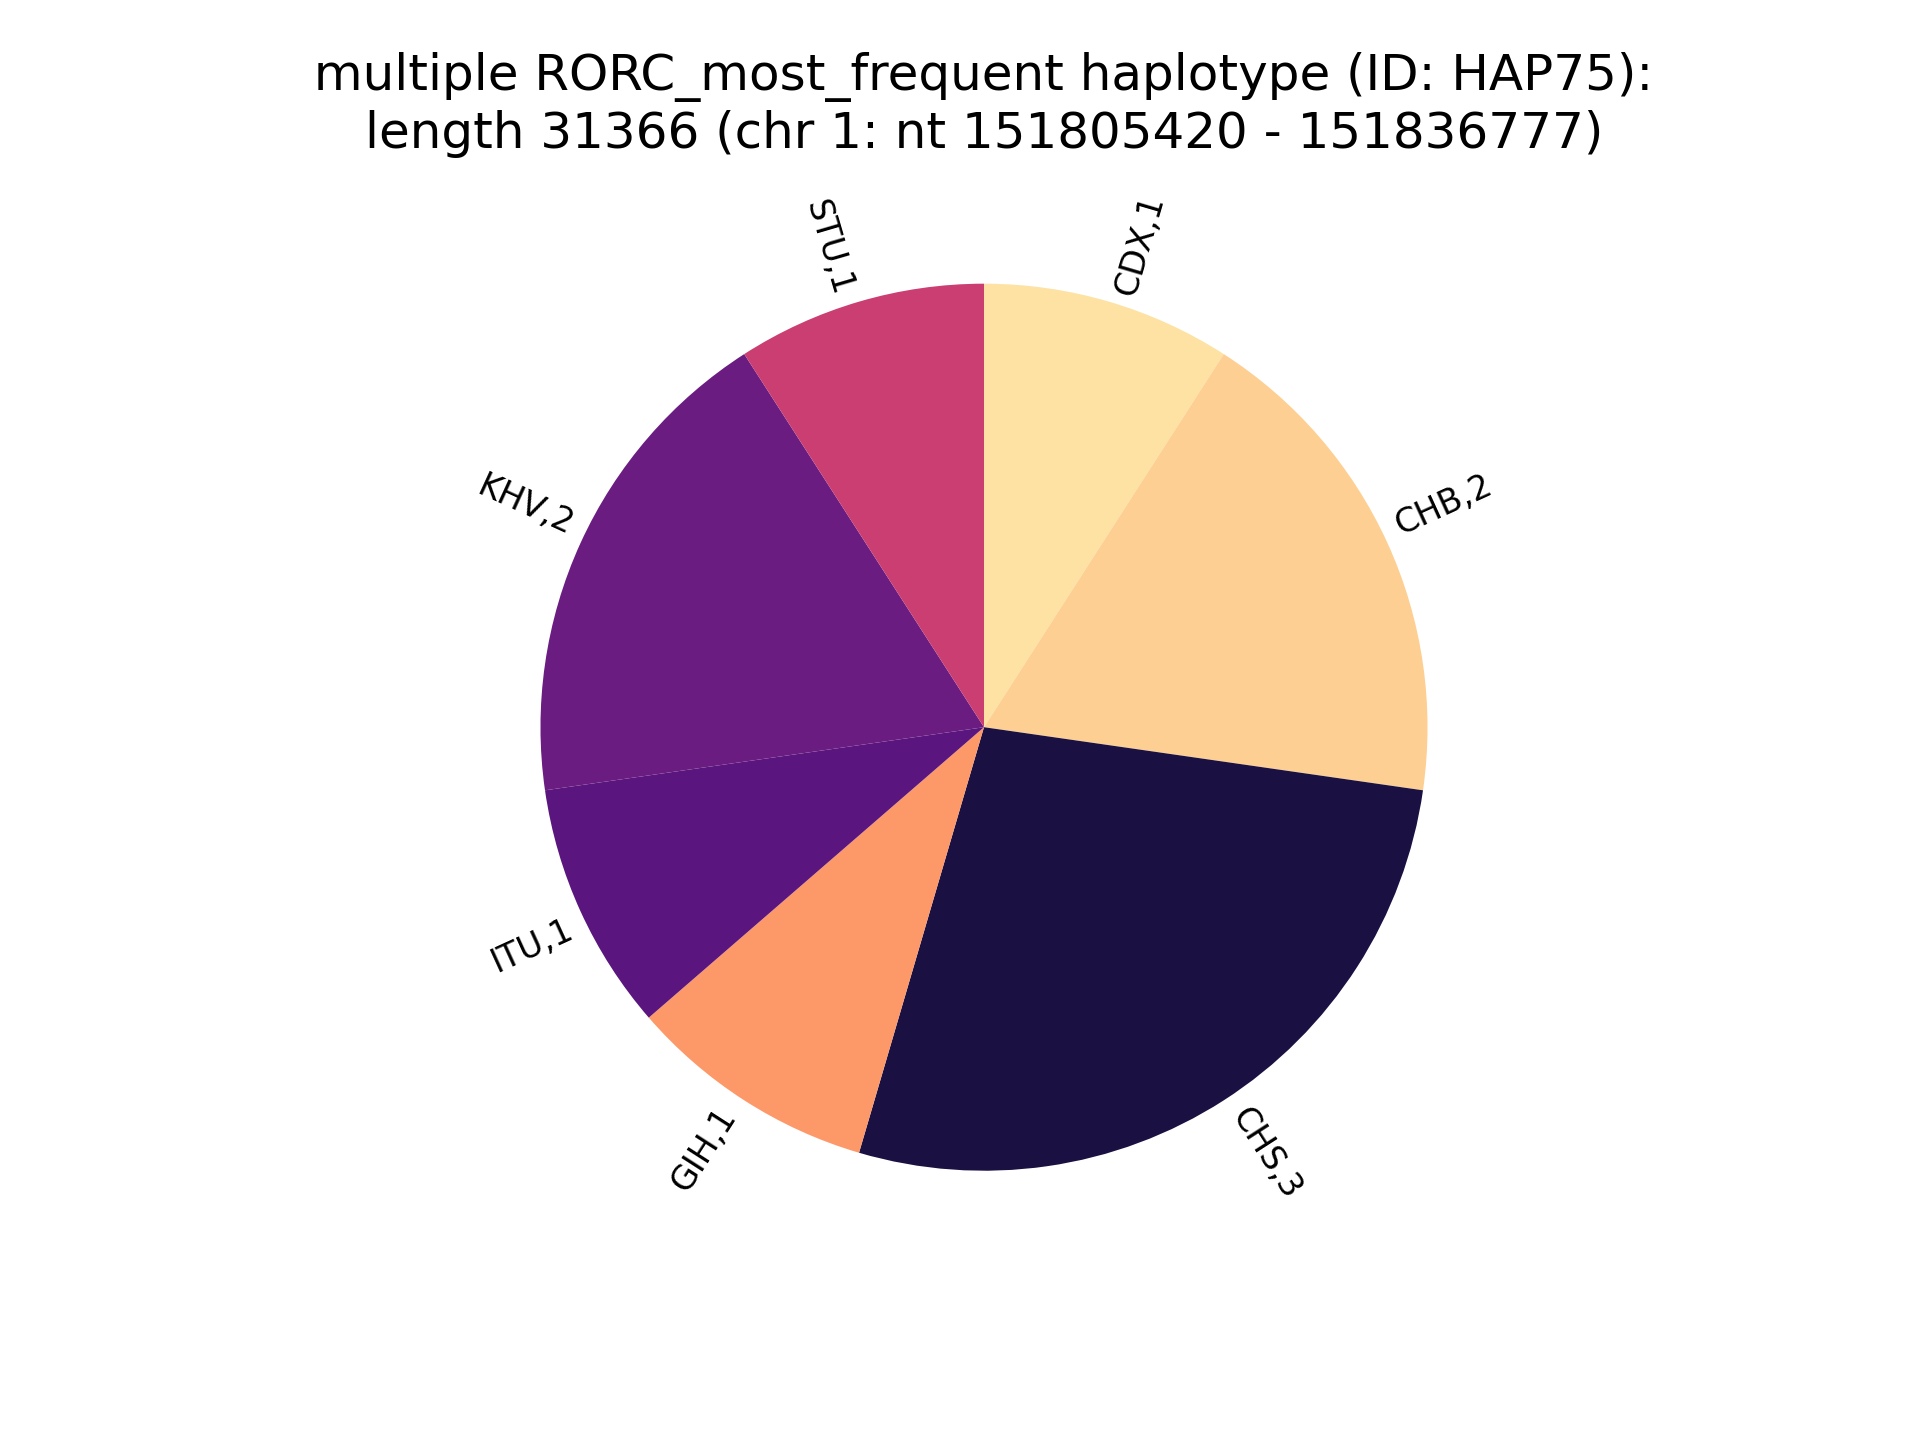 multiple RORC_most_frequent haplotype (ID: HAP75):
length 31366 (chr 1: nt 151805420 - 151836777)
STU,1
CDX,1
KHV,2
CHB,2
ITU,1
GIH,1
CHS,3